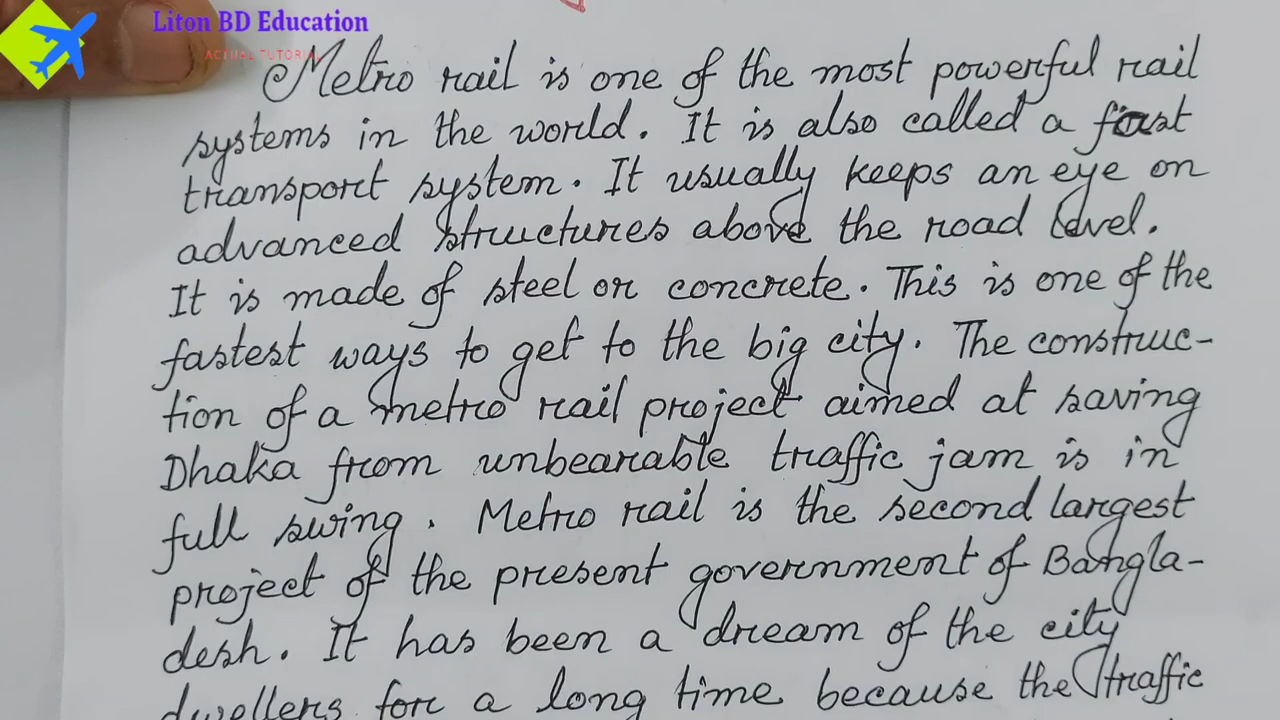 Liton BD Education
ACTUAL TUTORIAL
Metro rail is one of the most powerful rail
systems in the world. It is also called a fast
transport system. It usually keeps an eye on
advanced structures above the road level.
It is made of steel or concrete. This is one of the
fastest ways to get to the big city. The construc-
tion of a metro rail project aimed at saving
Dhaka from unbearable traffic jam is in
full swing. Metro rail is the second largest
project of the present government of Bangla-
desh. It has been a dream of the city
dwellers for a long time because the traffic